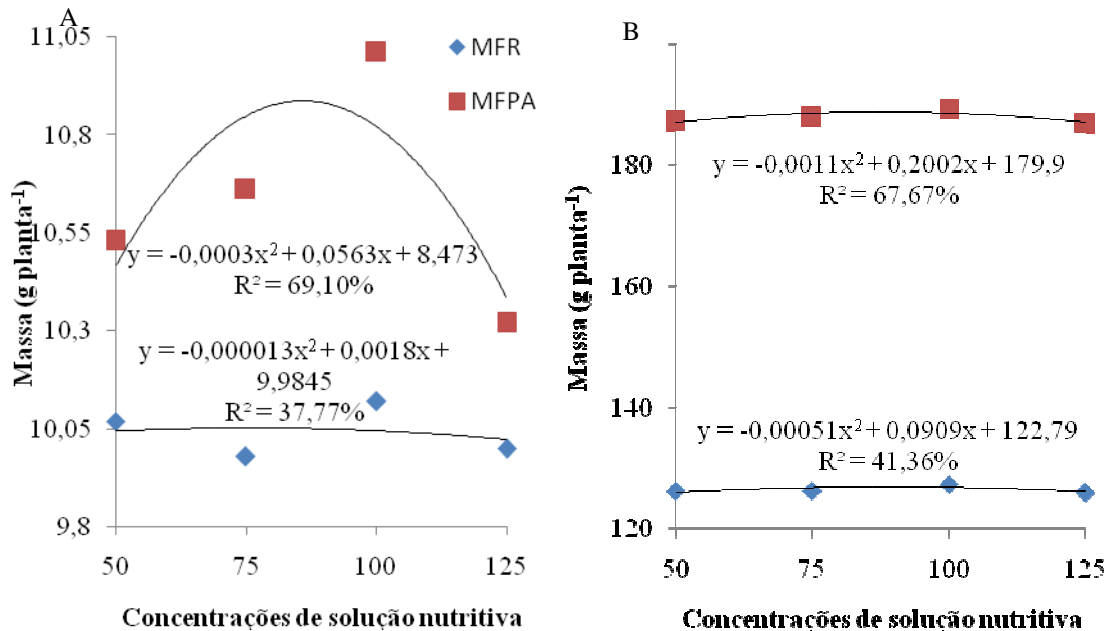 A
11,05
10,8
10,55
10,3
10,05
9,8
Massa (g planta⁻¹)
MFR
MFPA
y = -0,0003x² + 0,0563x + 8,473
R² = 69,10%
y = -0,000013x² + 0,0018x +
9,9845
R² = 37,77%
50 75 100 125
Concentrações de solução nutritiva
B
180
160
140
120
Massa (g planta⁻¹)
y = -0,0011x² + 0,2002x + 179,9
R² = 67,67%
y = -0,00051x² + 0,0909x + 122,79
R² = 41,36%
50 75 100 125
Concentrações de solução nutritiva